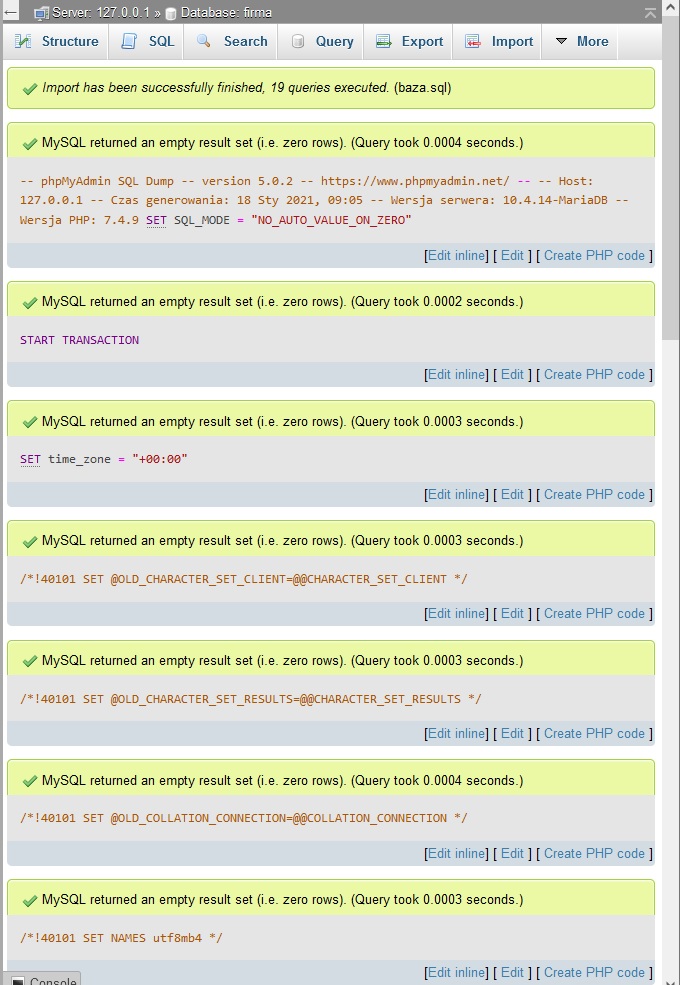 Server: 127.0.0.1 » Database: firma
Structure SQL Search Query Export Import More
Import has been successfully finished, 19 queries executed. (baza.sql)
MySQL returned an empty result set (i.e. zero rows). (Query took 0.0004 seconds.)
-- phpMyAdmin SQL Dump -- version 5.0.2 -- https://www.phpmyadmin.net/ -- -- Host:
127.0.0.1 -- Czas generowania: 18 Sty 2021, 09:05 -- Wersja serwera: 10.4.14-MariaDB --
Wersja PHP: 7.4.9 SET SQL_MODE = "NO_AUTO_VALUE_ON_ZERO"
[Edit inline] [ Edit ] [ Create PHP code ]
MySQL returned an empty result set (i.e. zero rows). (Query took 0.0002 seconds.)
START TRANSACTION
[Edit inline] [ Edit ] [ Create PHP code ]
MySQL returned an empty result set (i.e. zero rows). (Query took 0.0003 seconds.)
SET time_zone = "+00:00"
[Edit inline] [ Edit ] [ Create PHP code ]
MySQL returned an empty result set (i.e. zero rows). (Query took 0.0003 seconds.)
/*!40101 SET @OLD_CHARACTER_SET_CLIENT=@@CHARACTER_SET_CLIENT */
[Edit inline] [ Edit ] [ Create PHP code ]
MySQL returned an empty result set (i.e. zero rows). (Query took 0.0003 seconds.)
/*!40101 SET @OLD_CHARACTER_SET_RESULTS=@@CHARACTER_SET_RESULTS */
[Edit inline] [ Edit ] [ Create PHP code ]
MySQL returned an empty result set (i.e. zero rows). (Query took 0.0004 seconds.)
/*!40101 SET @OLD_COLLATION_CONNECTION=@@COLLATION_CONNECTION */
[Edit inline] [ Edit ] [ Create PHP code ]
MySQL returned an empty result set (i.e. zero rows). (Query took 0.0003 seconds.)
/*!40101 SET NAMES utf8mb4 */
[Edit inline] [ Edit ] [ Create PHP code ]
Console